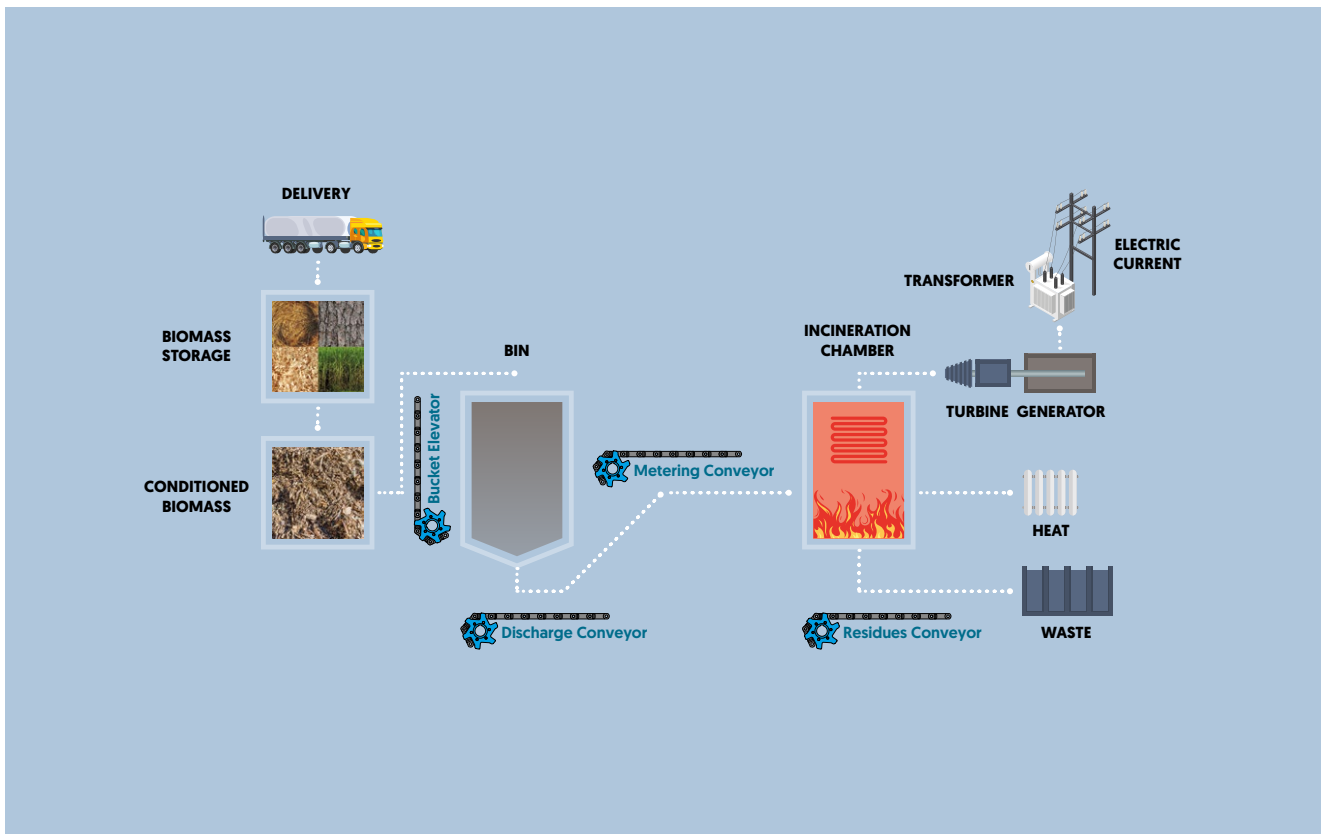 DELIVERY
BIOMASS
STORAGE
CONDITIONED
BIOMASS
Bucket Elevator
BIN
Discharge Conveyor
Metering Conveyor
INCINERATION
CHAMBER
Residues Conveyor
TRANSFORMER
ELECTRIC
CURRENT
TURBINE GENERATOR
HEAT
WASTE